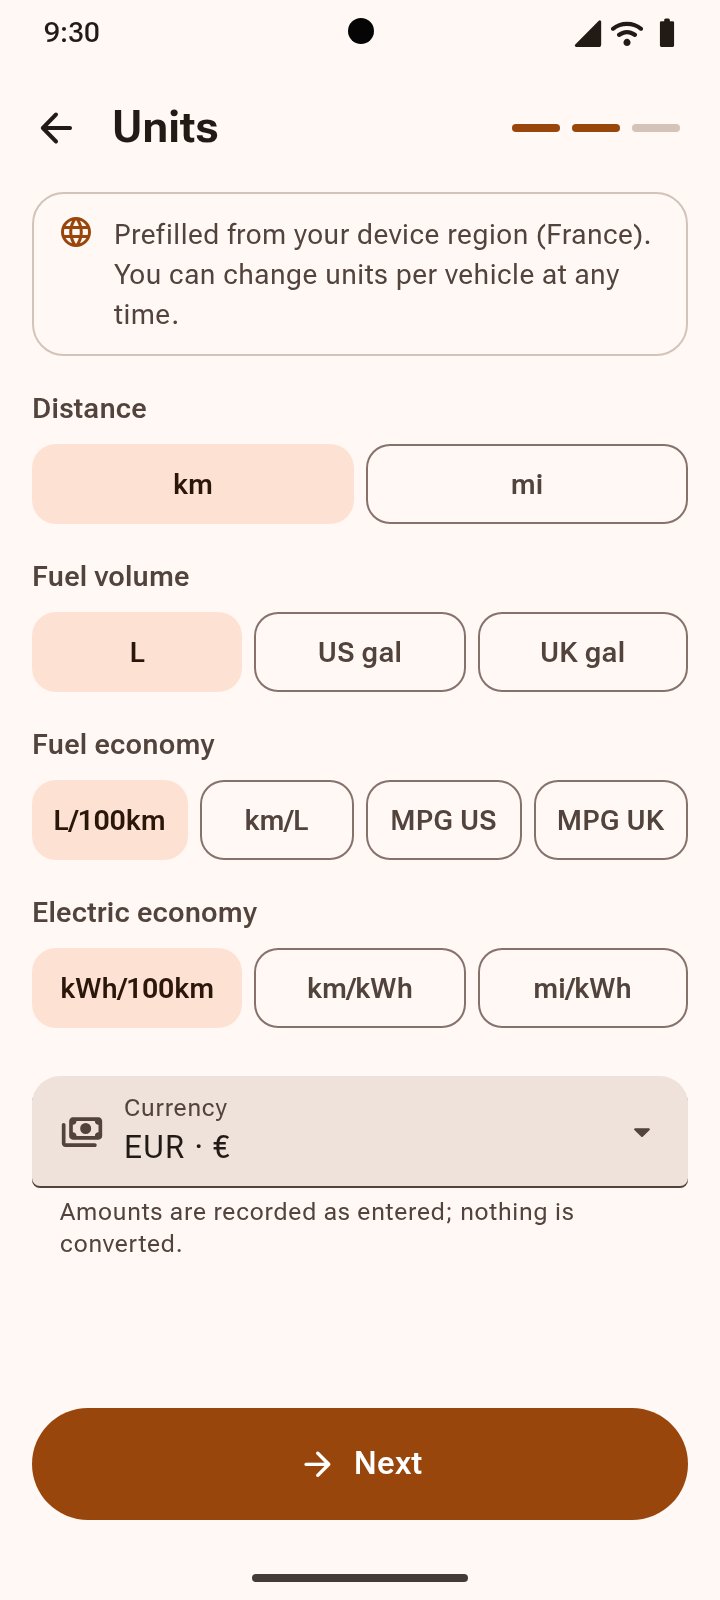 9:30
Units
Prefilled from your device region (France).
You can change units per vehicle at any
time.
Distance
km
mi
Fuel volume
L
US gal
UK gal
Fuel economy
L/100km
km/L
MPG US
MPG UK
Electric economy
kWh/100km
km/kWh
mi/kWh
Currency
EUR · €
Amounts are recorded as entered; nothing is
converted.
Next